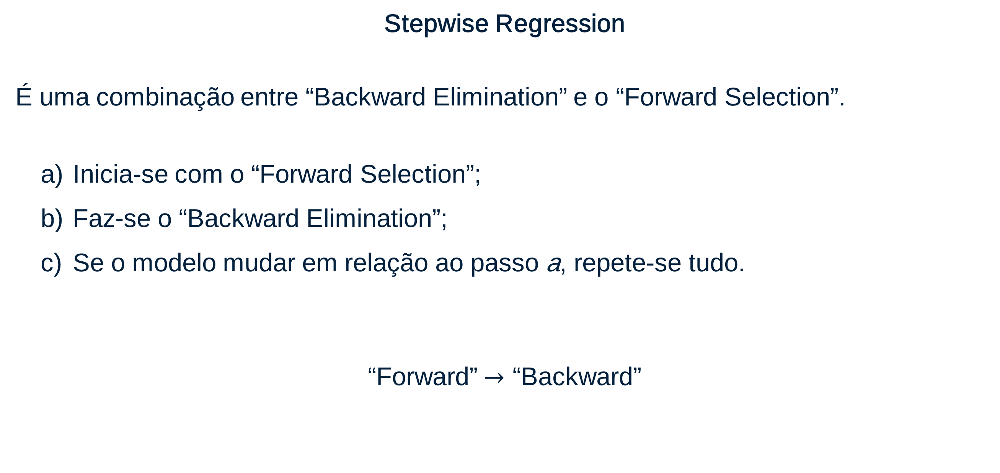 Stepwise Regression
É uma combinação entre “Backward Elimination” e o “Forward Selection”.
a) Inicia-se com o “Forward Selection”;
b) Faz-se o “Backward Elimination”;
c) Se o modelo mudar em relação ao passo a, repete-se tudo.
“Forward” → “Backward”